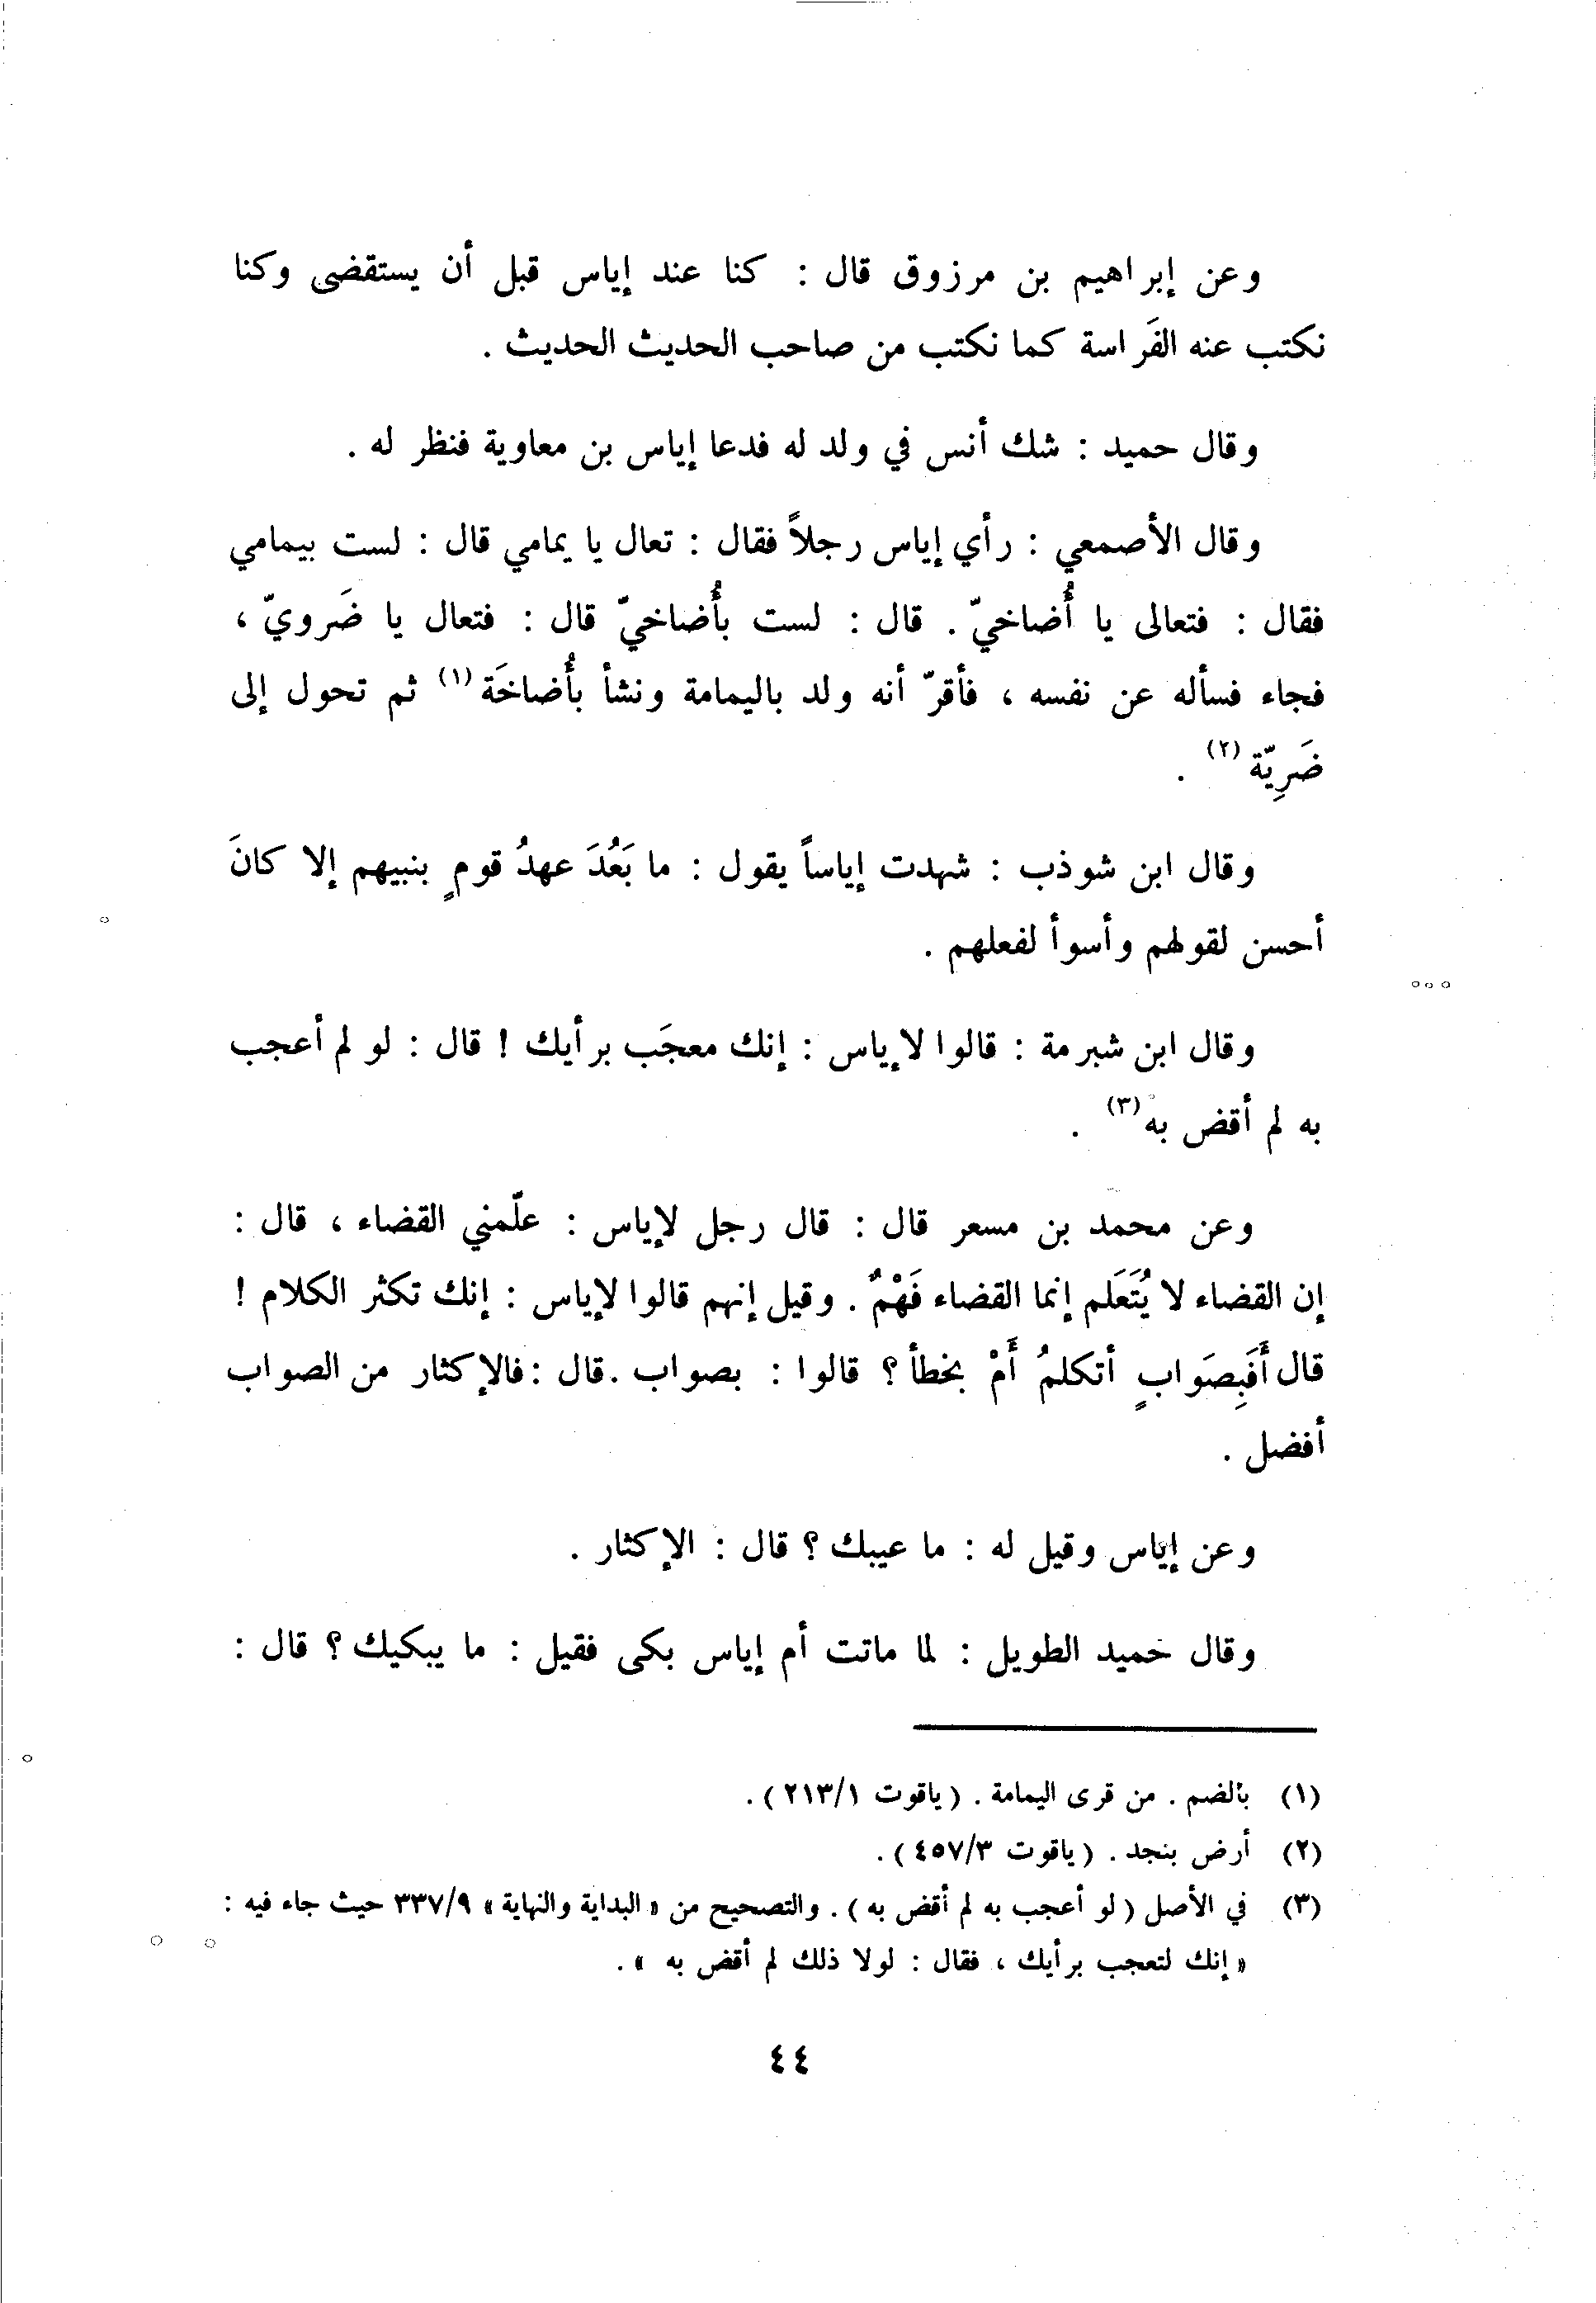 وعن إبراهيم بن مرزوق قال : كنا عند إياس قبل أن يستقضى وكنا
نكتب عنه الفَراسة كما نكتب من صاحب الحديث الحديث .
وقال حميد : شك أنس في ولد له فدعا إياس بن معاوية فنظر له .
وقال الأصمعي : رأي إياس رجلاً فقال : تعال يا يمامي قال : لست بيمامي
فقال : فتعالى يا أُضاخيّ . قال : لست بأُضاخيّ قال : فتعال يا ضَرويّ ،
فجاء فسأله عن نفسه ، فأقرّ أنه ولد باليمامة ونشأ بأُضاخَة (١) ثم تحول إلى
ضَرِيّة (٢) .
وقال ابن شوذب : شهدت إياساً يقول : ما بَعُدَ عهدُ قومٍ بنبيهم إلا كانَ
أحسن لقولهم وأسوأ لفعلهم .
وقال ابن شبرمة : قالوا لإياس : إنك معجَب برأيك ! قال : لو لم أعجب
به لم أقض به (٣) .
وعن محمد بن مسعر قال : قال رجل لإياس : علّمني القضاء ، قال :
إن القضاء لا يُتَعَلم إنما القضاء فَهْمٌ . وقيل إنهم قالوا لإياس : إنك تكثر الكلام !
قال أَفَبِصَوابٍ أتكلمُ أَمْ بخطأ ؟ قالوا : بصواب .قال :فالإكثار من الصواب
أفضل .
وعن إياس وقيل له : ما عيبك ؟ قال : الإكثار .
وقال حميد الطويل : لما ماتت أم إياس بكى فقيل : ما يبكيك ؟ قال :
(١) بالضم . من قرى اليمامة . ( ياقوت ٢١٣/١ ) .
(٢) أرض بنجد . ( ياقوت ٤٥٧/٣ ) .
(٣) في الأصل ( لو أعجب به لم أقض به ) . والتصحيح من « البداية والنهاية » ٣٣٧/٩ حيث جاء فيه :
« إنك لتعجب برأيك ، فقال : لولا ذلك لم أقض به » .
٤٤